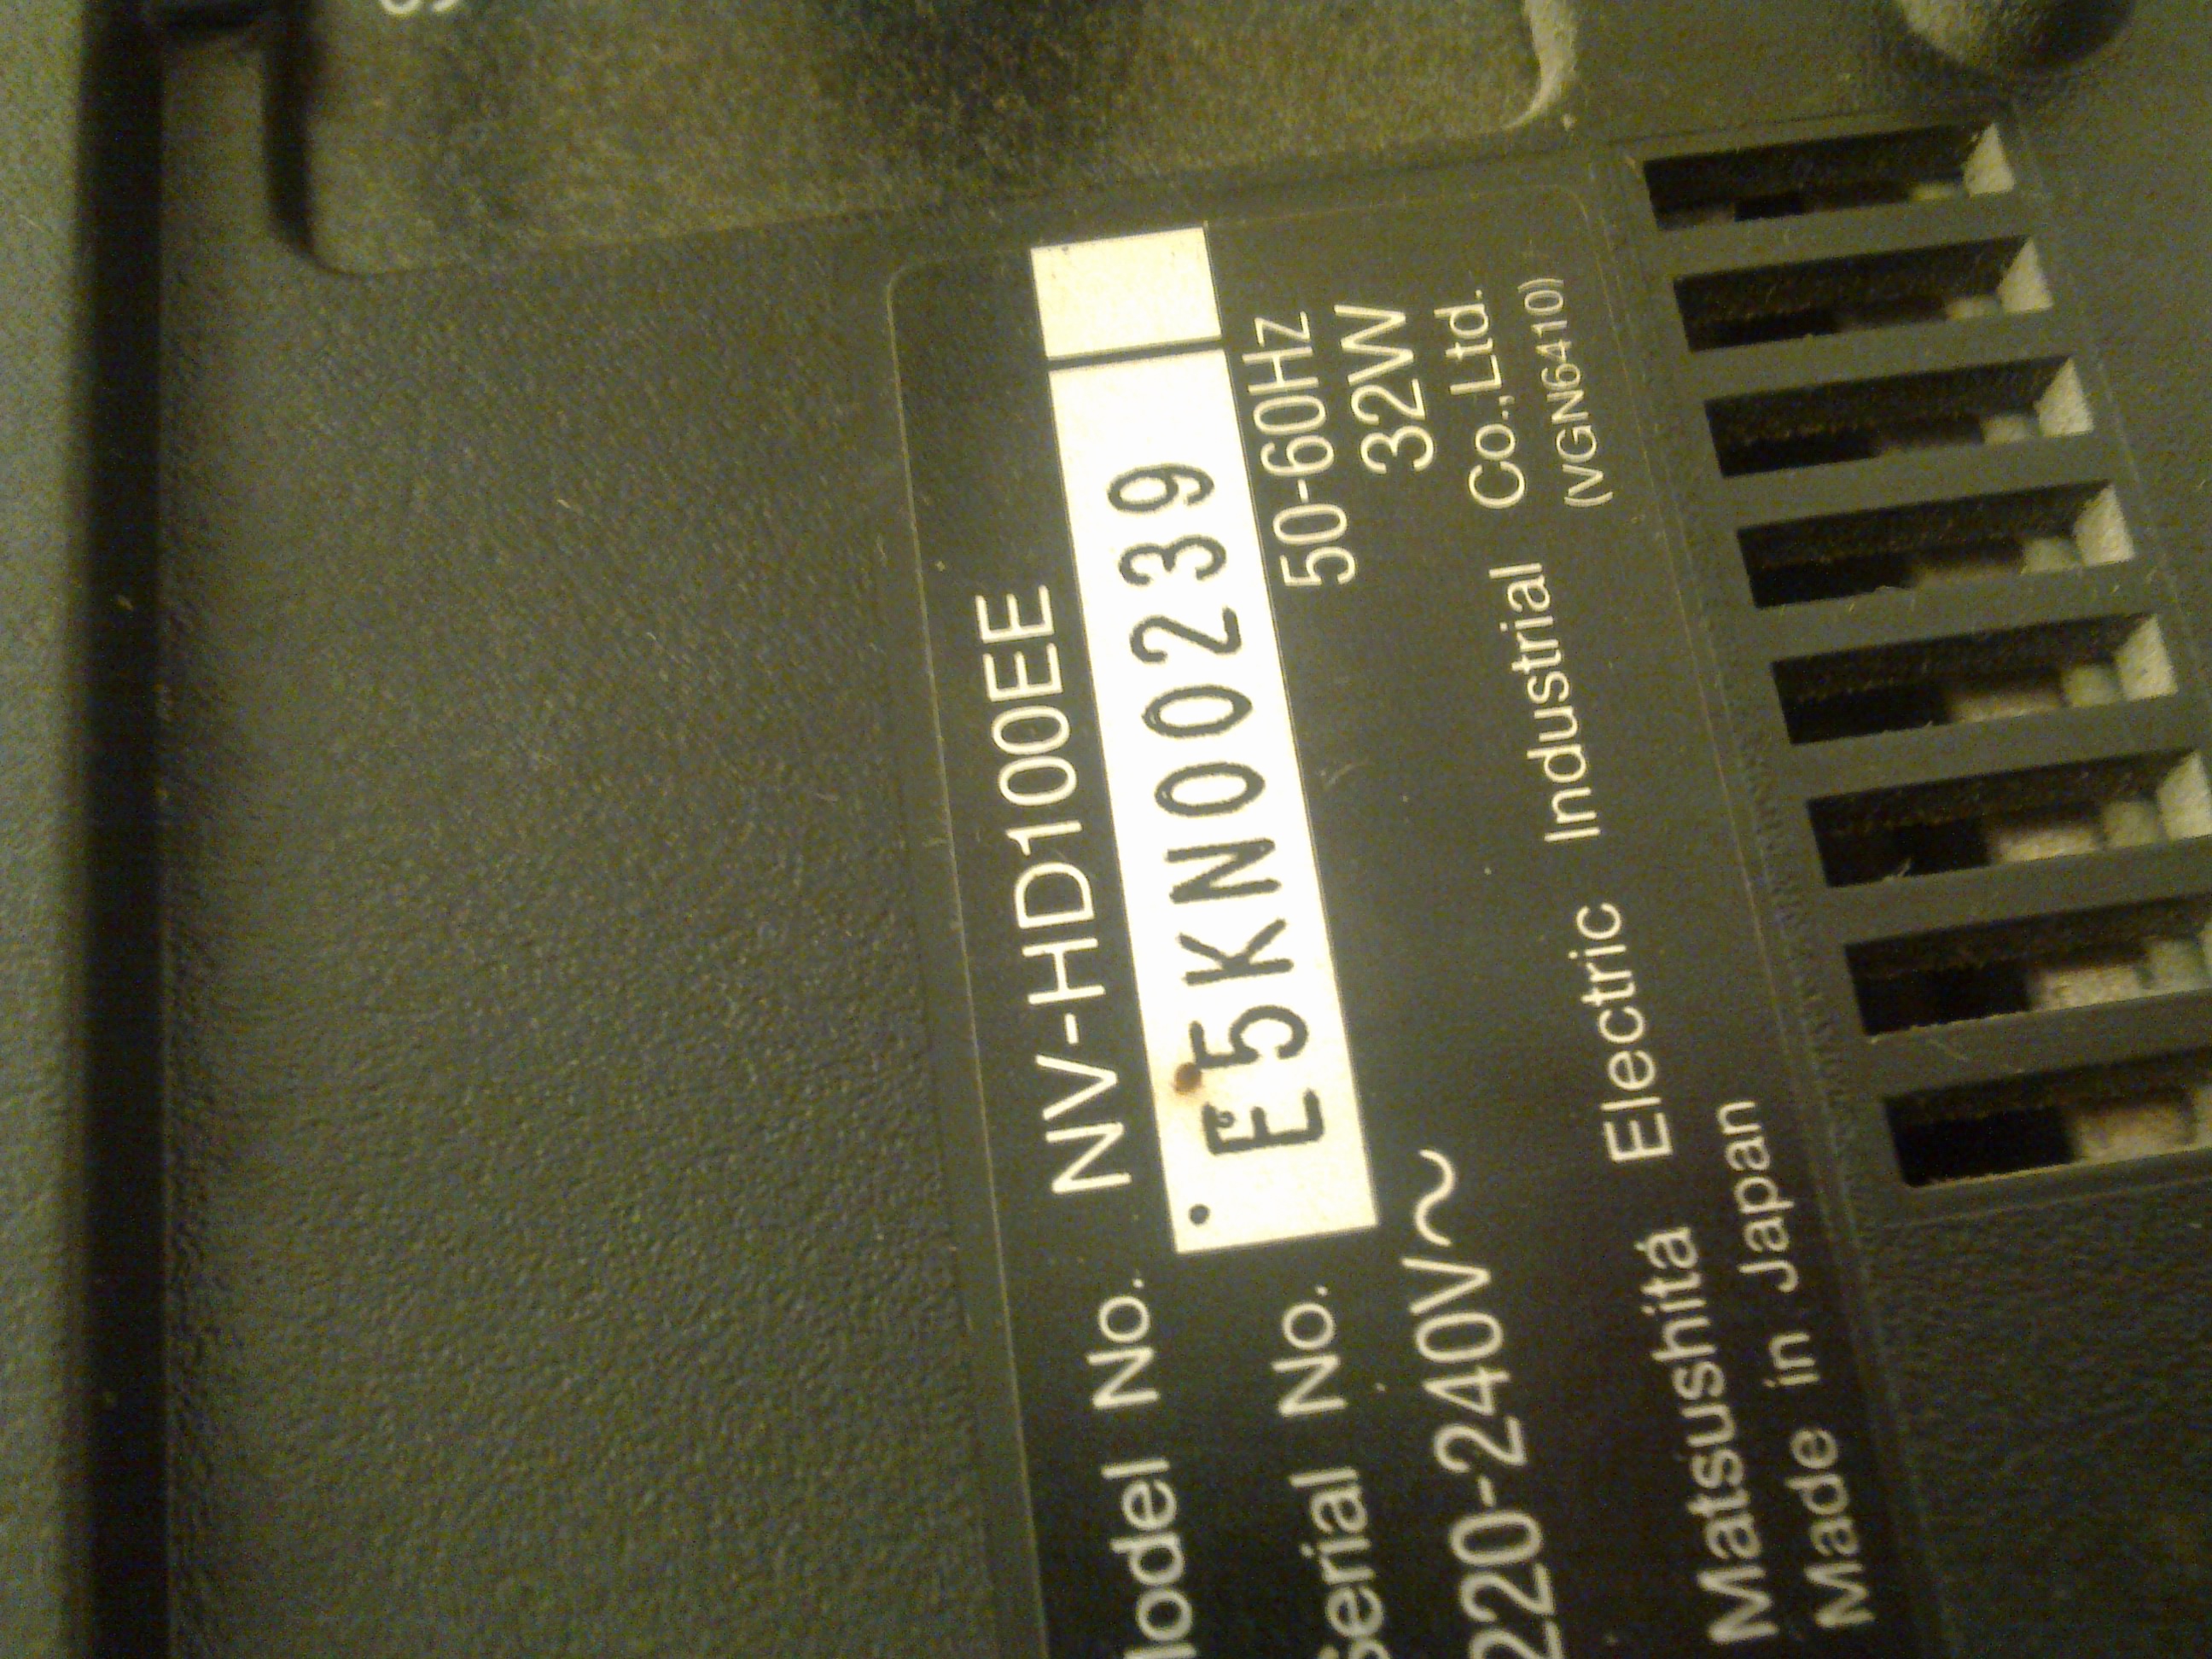 Model No. NV-HD100EE
Serial No. E5KN00239
220-240V~ 50-60Hz
32W
Matsushita Electric Industrial Co.,Ltd.
Made in Japan (VGN6410)